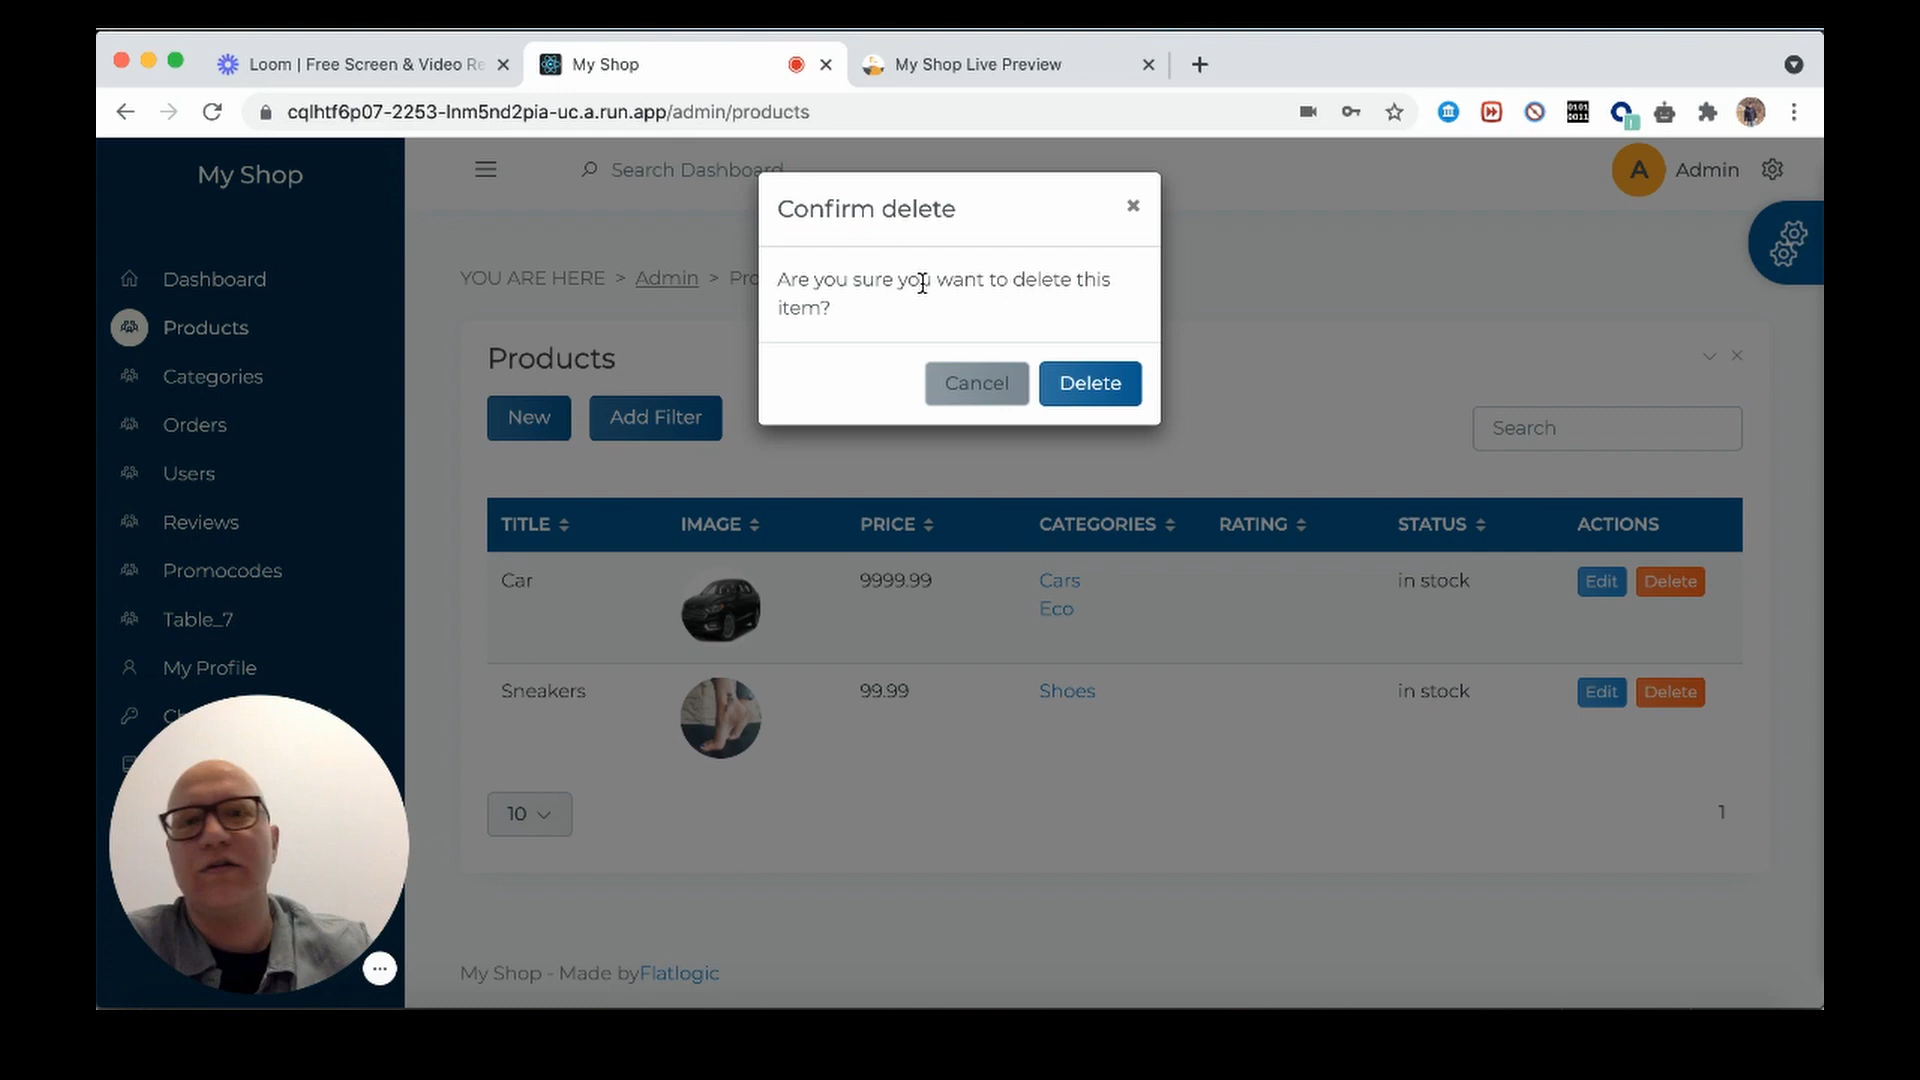 Loom | Free Screen & Video Re
My Shop
My Shop Live Preview
cqlhtf6p07-2253-lnm5nd2pia-uc.a.run.app/admin/products
My Shop
Search Dashboard
A
Admin
Confirm delete
Are you sure you want to delete this
item?
Cancel
Delete
YOU ARE HERE > Admin >
Dashboard
Products
Categories
Orders
Users
Reviews
Promocodes
Table_7
My Profile
Products
New
Add Filter
Search
TITLE IMAGE PRICE CATEGORIES RATING STATUS ACTIONS
Car 9999.99 Cars in stock Edit Delete
Eco
Sneakers 99.99 Shoes in stock Edit Delete
10
1
My Shop - Made byFlatlogic